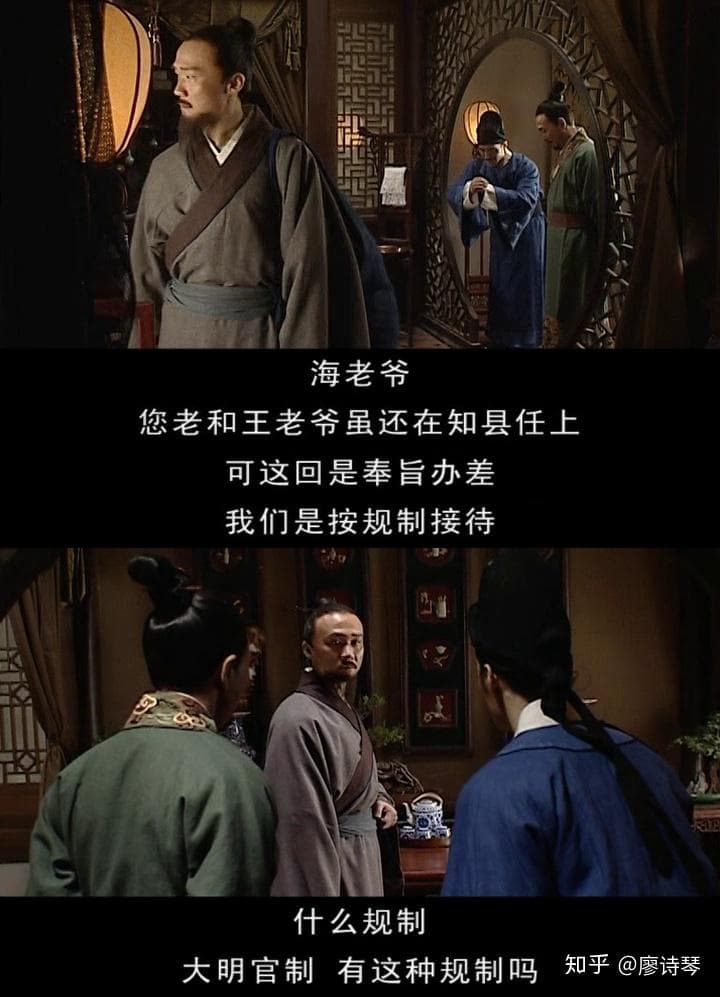 海老爷
您老和王老爷虽还在知县任上
可这回是奉旨办差
我们是按规制接待
什么规制
大明官制 有这种规制吗
知乎 @廖诗琴